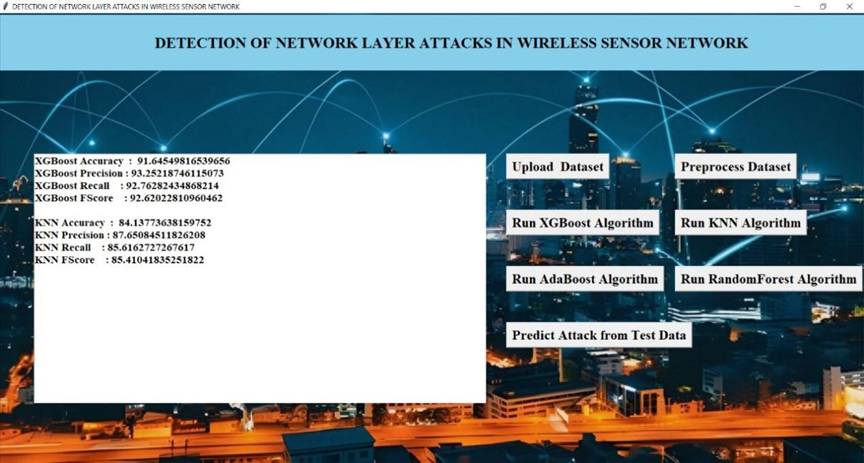 DETECTION OF NETWORK LAYER ATTACKS IN WIRELESS SENSOR NETWORK
DETECTION OF NETWORK LAYER ATTACKS IN WIRELESS SENSOR NETWORK
XGBoost Accuracy : 91.64549816539656
XGBoost Precision : 93.25218746115073
XGBoost Recall : 92.76282434868214
XGBoost FScore : 92.62022810960462
KNN Accuracy : 84.13773638159752
KNN Precision : 87.65084511826208
KNN Recall : 85.6162727267617
KNN FScore : 85.41041835251822
Upload Dataset
Preprocess Dataset
Run XGBoost Algorithm
Run KNN Algorithm
Run AdaBoost Algorithm
Run RandomForest Algorithm
Predict Attack from Test Data